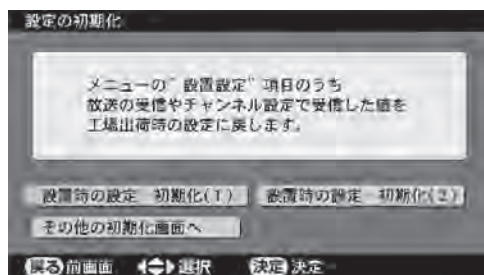 設定の初期化
メニューの"設置設定"項目のうち
放送の受信やチャンネル設定で受信した値を
工場出荷時の設定に戻します。
設置時の設定 初期化(1) 設置時の設定 初期化(2)
その他の初期化画面へ
戻る 前画面 選択 決定 決定